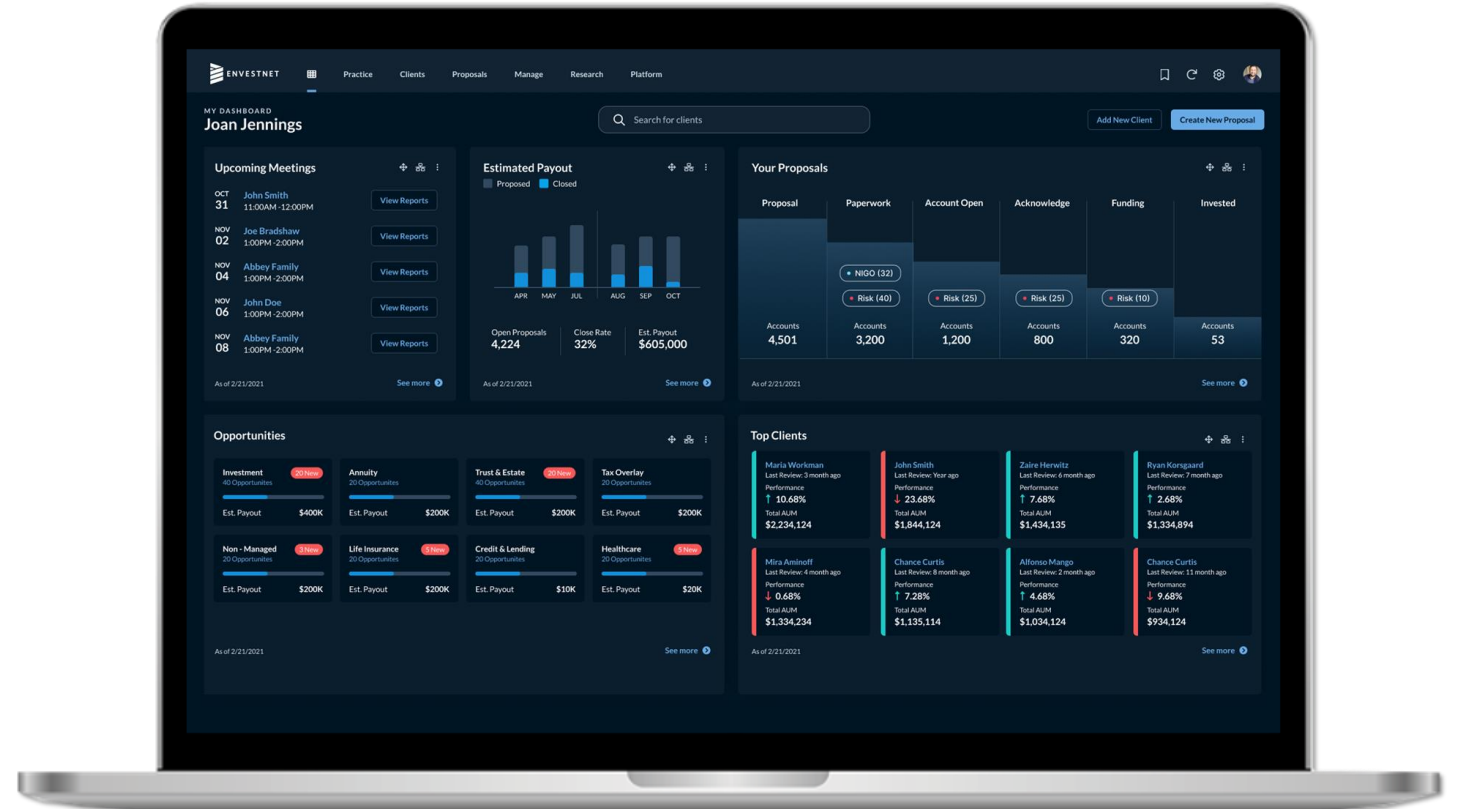 ENVESTNET
Practice
Clients
Proposals
Manage
Research
Platform
MY DASHBOARD
Joan Jennings
Search for clients
Add New Client
Create New Proposal
Upcoming Meetings
OCT
31
John Smith
11:00AM -12:00PM
View Reports
NOV
02
Joe Bradshaw
1:00PM -2:00PM
View Reports
NOV
04
Abbey Family
1:00PM -2:00PM
View Reports
NOV
06
John Doe
1:00PM -2:00PM
View Reports
NOV
08
Abbey Family
1:00PM -2:00PM
View Reports
As of 2/21/2021
See more
Estimated Payout
Proposed
Closed
APR
MAY
JUL
AUG
SEP
OCT
Open Proposals
4,224
Close Rate
32%
Est. Payout
$605,000
As of 2/21/2021
See more
Your Proposals
Proposal
Paperwork
Account Open
Acknowledge
Funding
Invested
NIGO (32)
Risk (40)
Risk (25)
Risk (25)
Risk (10)
Accounts
4,501
Accounts
3,200
Accounts
1,200
Accounts
800
Accounts
320
Accounts
53
As of 2/21/2021
See more
Opportunities
Investment
20 New
40 Opportunites
Est. Payout
$400K
Annuity
20 Opportunites
Est. Payout
$200K
Trust & Estate
20 New
40 Opportunites
Est. Payout
$200K
Tax Overlay
20 Opportunites
Est. Payout
$200K
Non - Managed
3 New
20 Opportunites
Est. Payout
$200K
Life Insurance
3 New
20 Opportunites
Est. Payout
$200K
Credit & Lending
20 Opportunites
Est. Payout
$10K
Healthcare
5 New
20 Opportunites
Est. Payout
$20K
As of 2/21/2021
See more
Top Clients
Maria Workman
Last Review: 3 month ago
Performance
↑ 10.68%
Total AUM
$2,234,124
John Smith
Last Review: Year ago
Performance
↓ 23.68%
Total AUM
$1,844,124
Zaire Herwitz
Last Review: 6 month ago
Performance
↑ 7.68%
Total AUM
$1,434,135
Ryan Korsgaard
Last Review: 7 month ago
Performance
↑ 2.68%
Total AUM
$1,334,894
Mira Aminoff
Last Review: 4 month ago
Performance
↓ 0.68%
Total AUM
$1,334,234
Chance Curtis
Last Review: 8 month ago
Performance
↑ 7.28%
Total AUM
$1,135,114
Alfonso Mango
Last Review: 2 month ago
Performance
↑ 4.68%
Total AUM
$1,034,124
Chance Curtis
Last Review: 11 month ago
Performance
↓ 9.68%
Total AUM
$934,124
As of 2/21/2021
See more